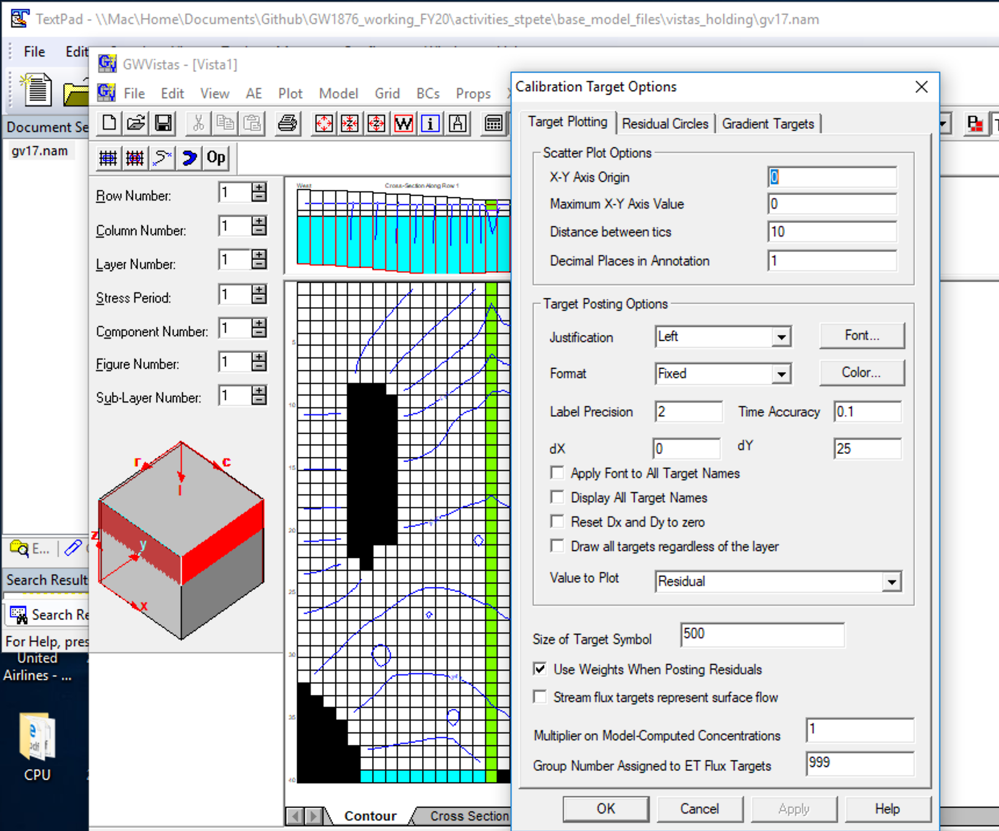 TextPad - \\Mac\Home\Documents\Github\GW1876_working_FY20\activities_stpete\base_model_files\vistas_holding\gv17.nam
File Edit
GWVistas - [Vista1]
File Edit View AE Plot Model Grid BCs Props
Document Se
gv17.nam
Op
Row Number: 1
Column Number: 1
Layer Number: 1
Stress Period: 1
Component Number: 1
Figure Number: 1
Sub-Layer Number: 1
r c
l
z
y
x
West Cross-Section Along Row 1
5
10
15
20
25
30
35
40
Contour Cross Section
E...
Search Result
Search Re
For Help, pres
United
Airlines - ...
CPU
Calibration Target Options
Target Plotting Residual Circles Gradient Targets
Scatter Plot Options
X-Y Axis Origin 0
Maximum X-Y Axis Value 0
Distance between tics 10
Decimal Places in Annotation 1
Target Posting Options
Justification Left Font...
Format Fixed Color...
Label Precision 2 Time Accuracy 0.1
dX 0 dY 25
Apply Font to All Target Names
Display All Target Names
Reset Dx and Dy to zero
Draw all targets regardless of the layer
Value to Plot Residual
Size of Target Symbol 500
Use Weights When Posting Residuals
Stream flux targets represent surface flow
Multiplier on Model-Computed Concentrations 1
Group Number Assigned to ET Flux Targets 999
OK Cancel Apply Help